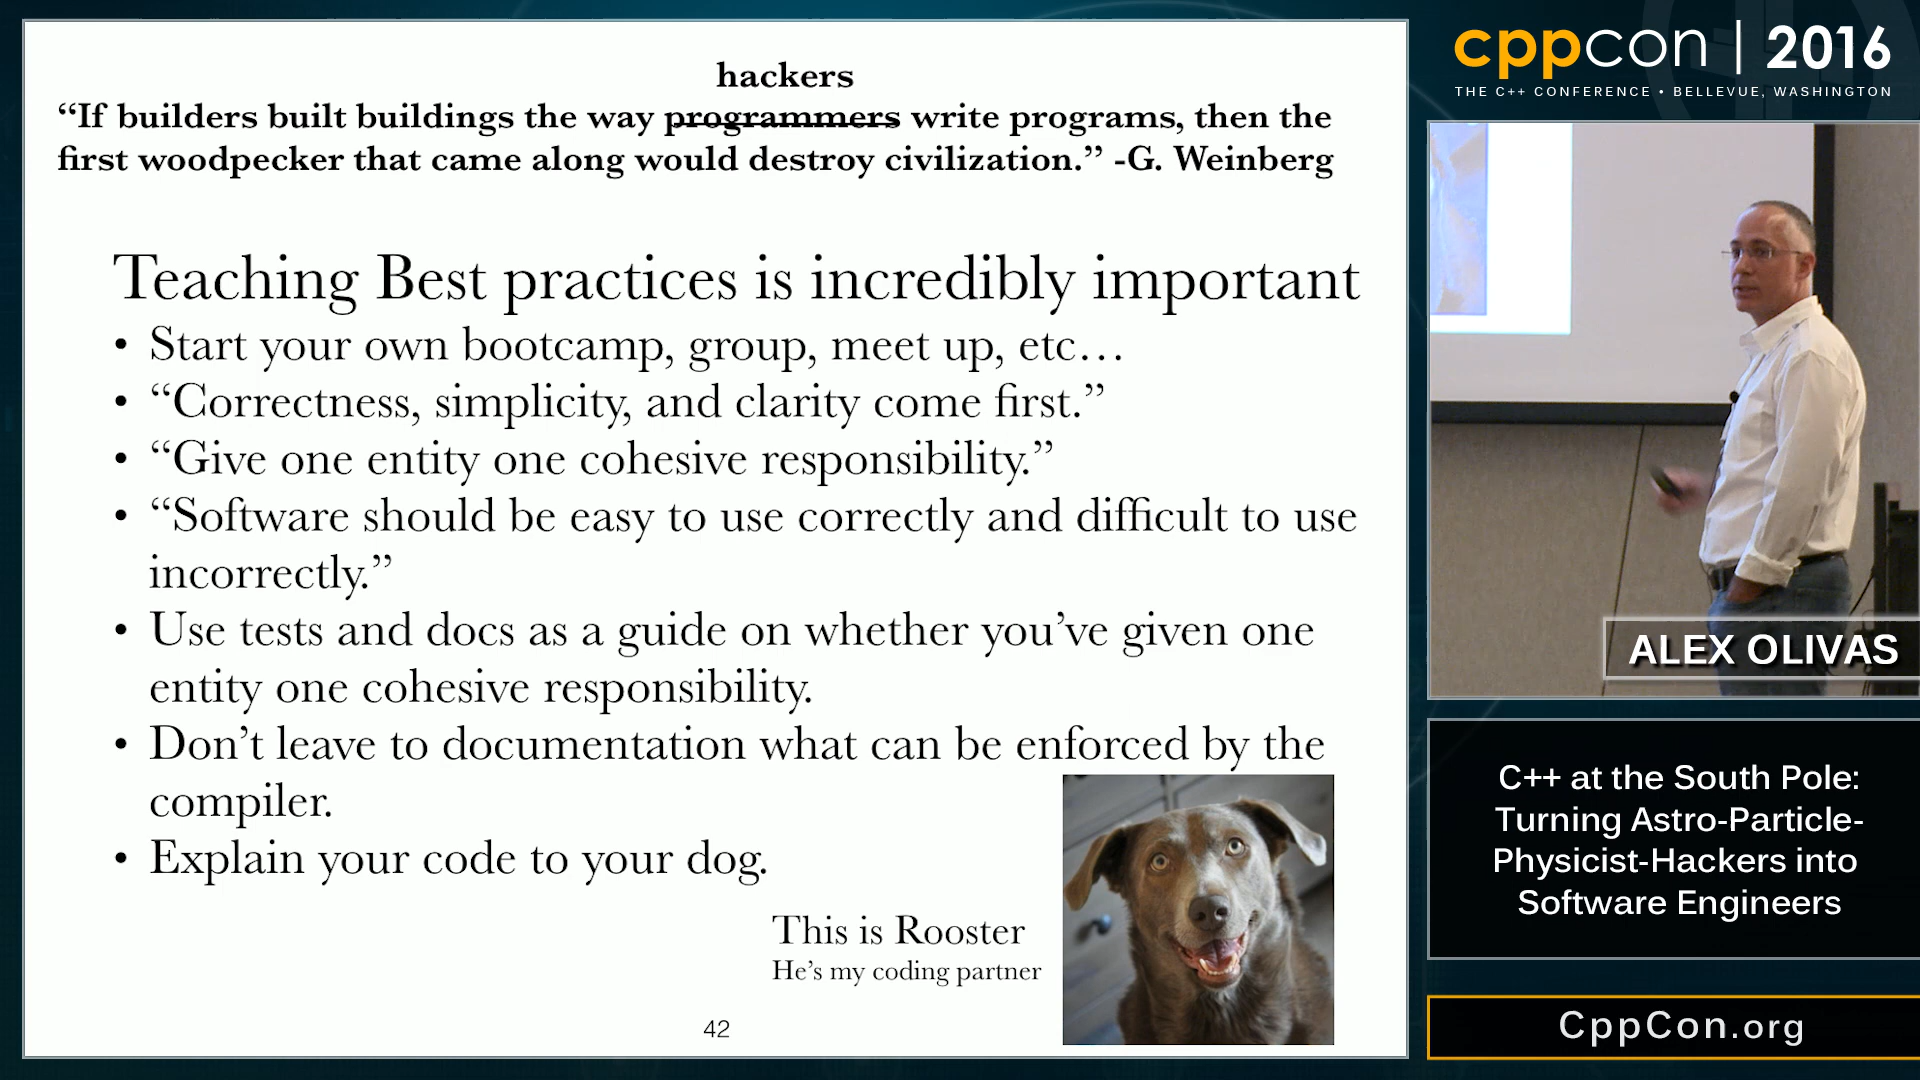 hackers
“If builders built buildings the way programmers write programs, then the
first woodpecker that came along would destroy civilization.” -G. Weinberg
Teaching Best practices is incredibly important
• Start your own bootcamp, group, meet up, etc…
• “Correctness, simplicity, and clarity come first.”
• “Give one entity one cohesive responsibility.”
• “Software should be easy to use correctly and difficult to use
incorrectly.”
• Use tests and docs as a guide on whether you’ve given one
entity one cohesive responsibility.
• Don’t leave to documentation what can be enforced by the
compiler.
• Explain your code to your dog.
This is Rooster
He’s my coding partner
42
cppcon | 2016
THE C++ CONFERENCE • BELLEVUE, WASHINGTON
ALEX OLIVAS
C++ at the South Pole:
Turning Astro-Particle-
Physicist-Hackers into
Software Engineers
CppCon.org